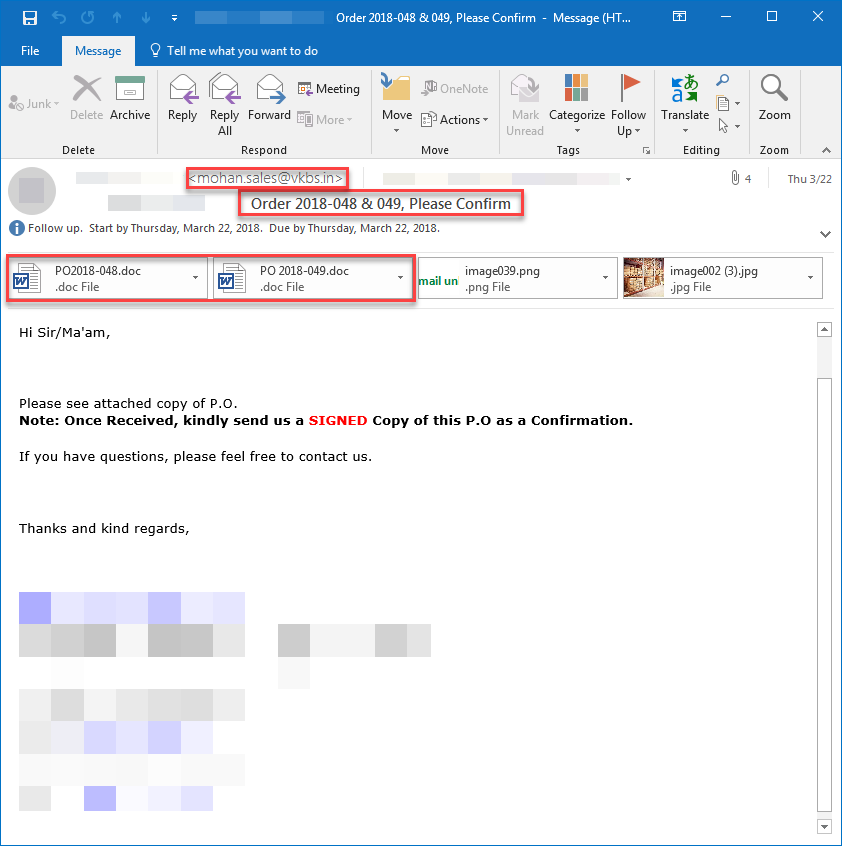 Order 2018-048 & 049, Please Confirm - Message (HT...
File Message Tell me what you want to do
Junk Delete Archive Reply Reply All Forward Meeting More Move OneNote Actions Mark Unread Categorize Follow Up Translate Zoom
Delete Respond Move Tags Editing Zoom
<mohan.sales@vkbs.in> 4 Thu 3/22
Order 2018-048 & 049, Please Confirm
Follow up. Start by Thursday, March 22, 2018. Due by Thursday, March 22, 2018.
PO2018-048.doc PO 2018-049.doc mail un image039.png image002 (3).jpg
.doc File .doc File .png File .jpg File
Hi Sir/Ma'am,
Please see attached copy of P.O.
Note: Once Received, kindly send us a SIGNED Copy of this P.O as a Confirmation.
If you have questions, please feel free to contact us.
Thanks and kind regards,